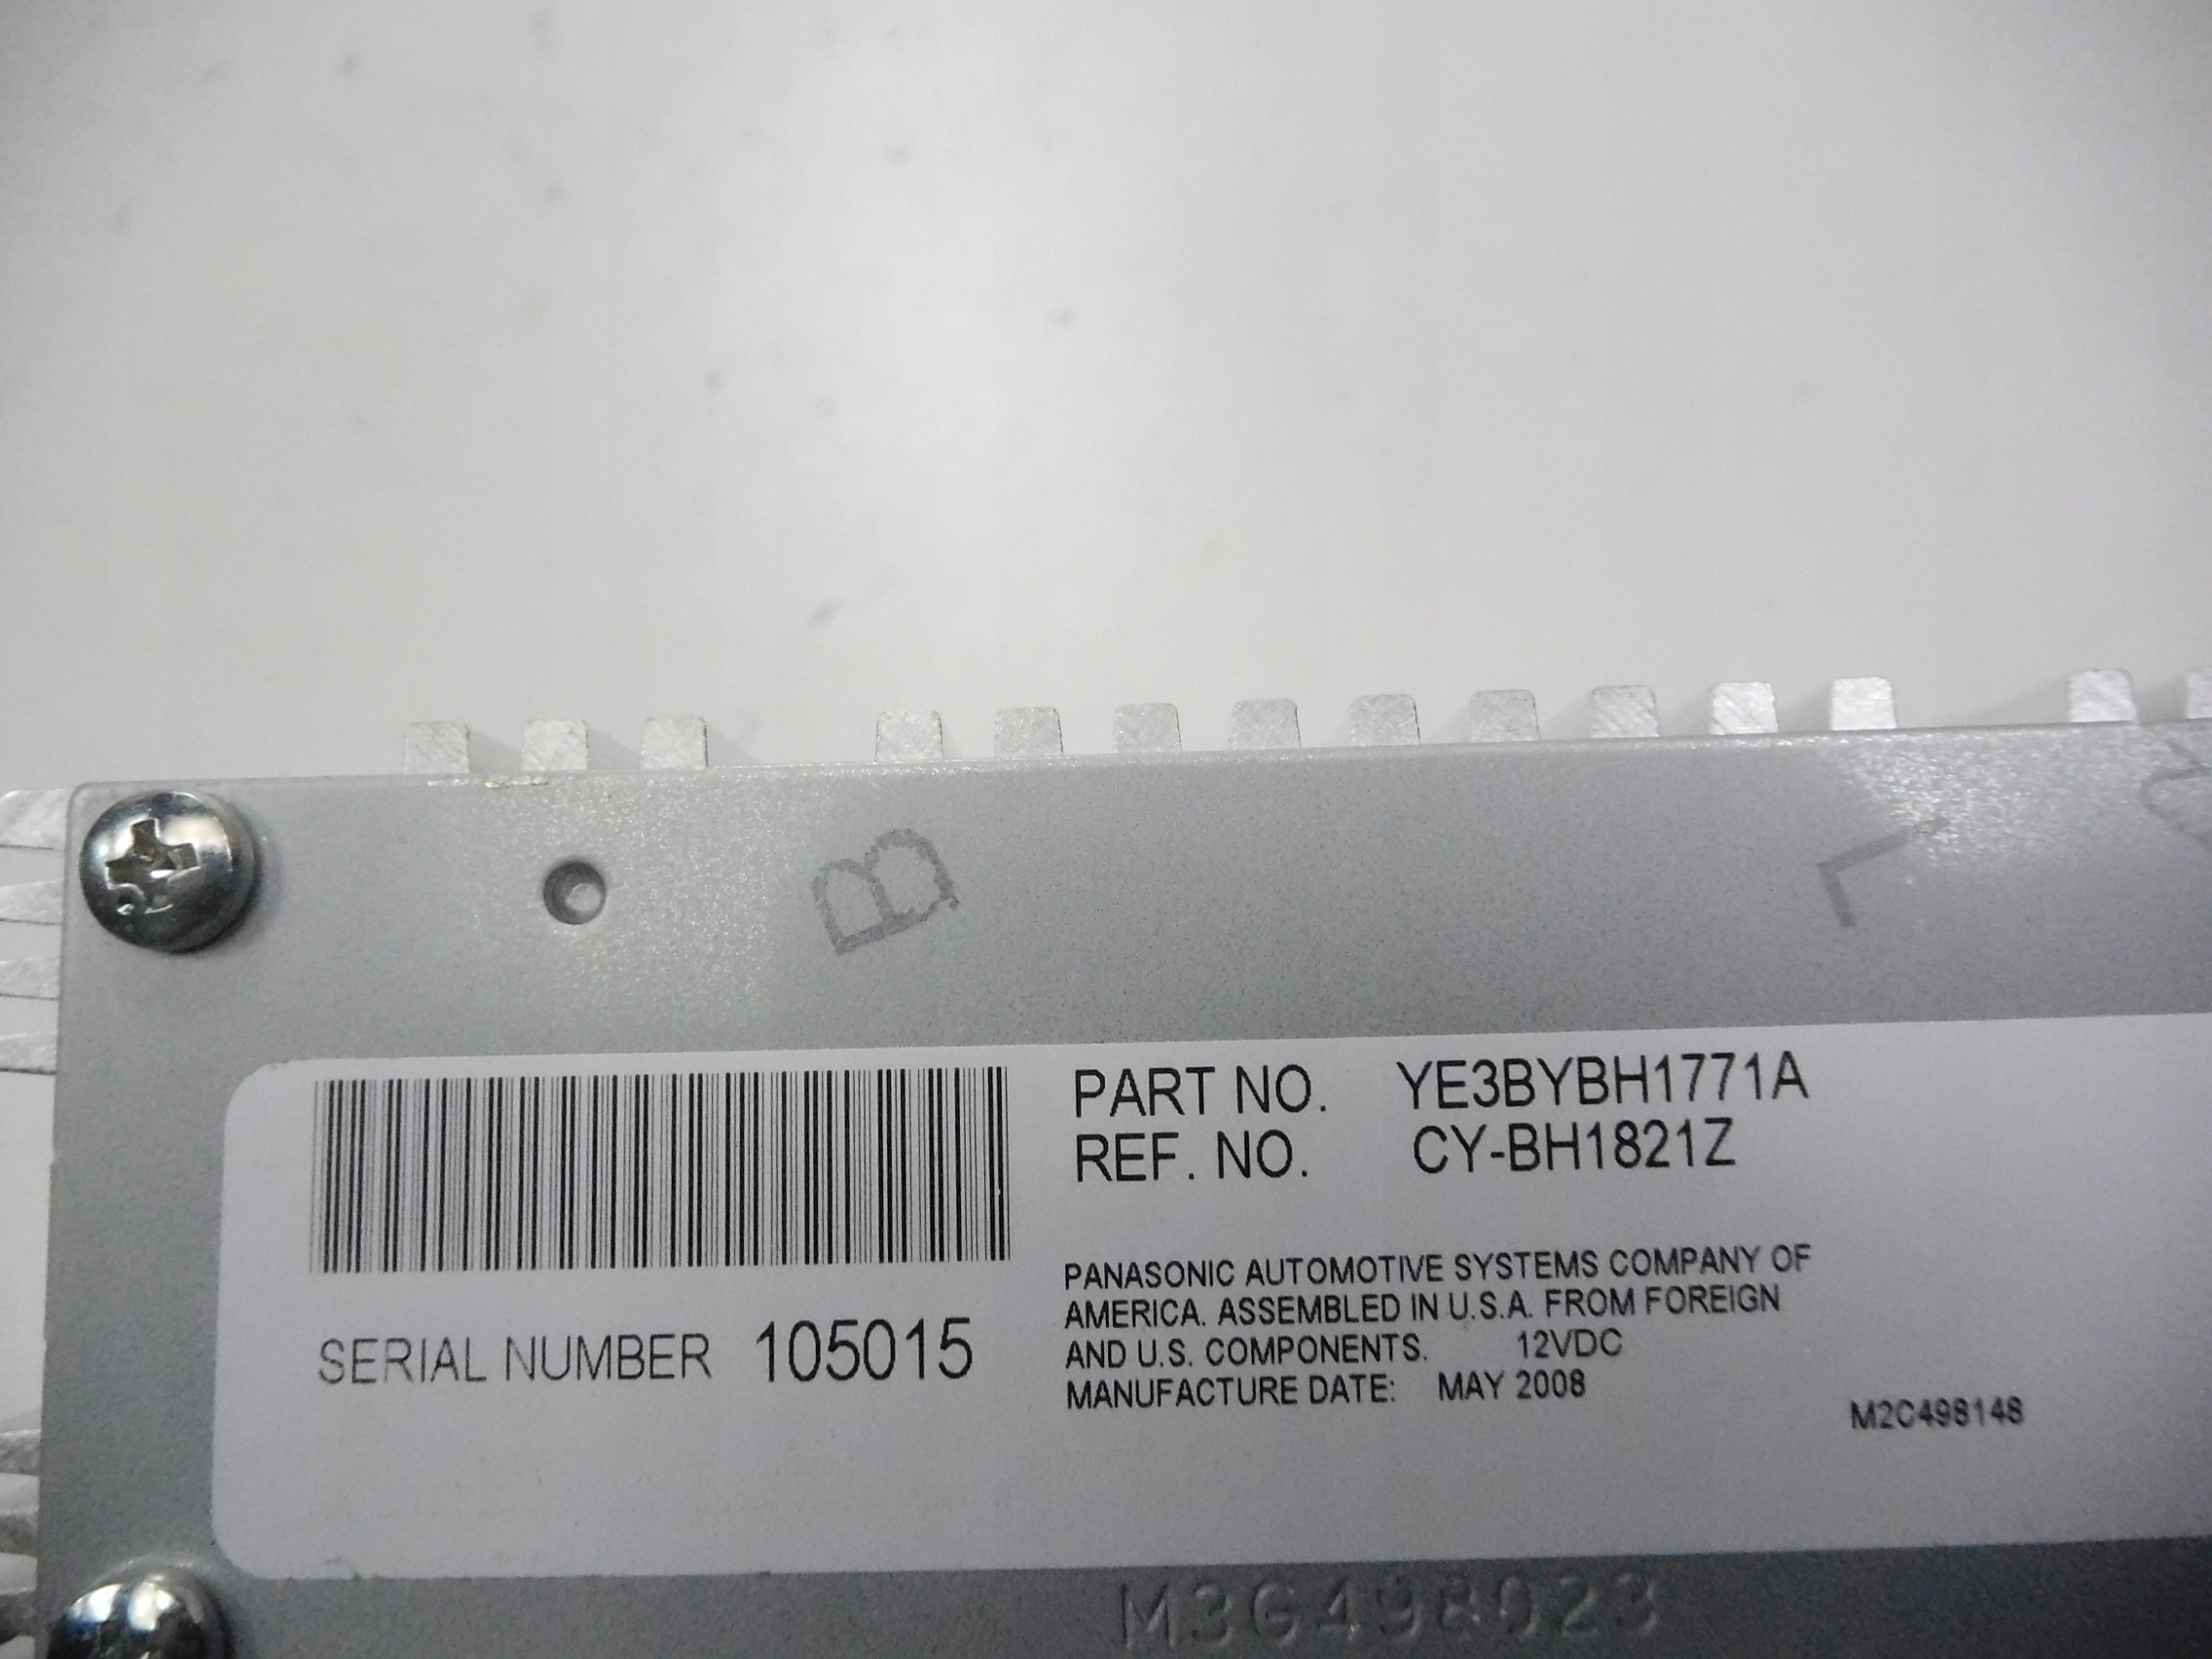 B
L
PART NO. YE3BYBH1771A
REF. NO. CY-BH1821Z
PANASONIC AUTOMOTIVE SYSTEMS COMPANY OF
AMERICA. ASSEMBLED IN U.S.A. FROM FOREIGN
AND U.S. COMPONENTS. 12VDC
MANUFACTURE DATE: MAY 2008
SERIAL NUMBER 105015
M2C498148
M3G498023